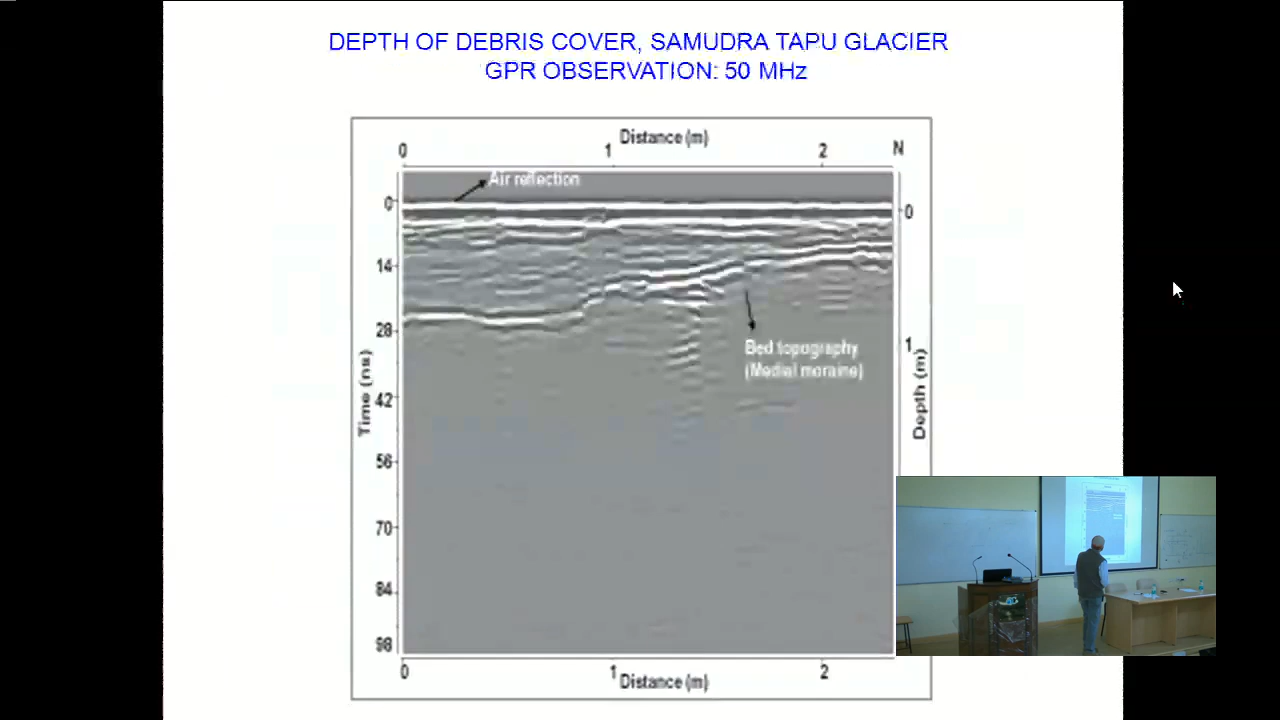 DEPTH OF DEBRIS COVER, SAMUDRA TAPU GLACIER
GPR OBSERVATION: 50 MHz
Distance (m)
0 1 2 N
Air reflection
0
14
28
42
56
70
84
98
Time (ns)
Bed topography
(Medial moraine)
0
1
Depth (m)
0 1 2
Distance (m)